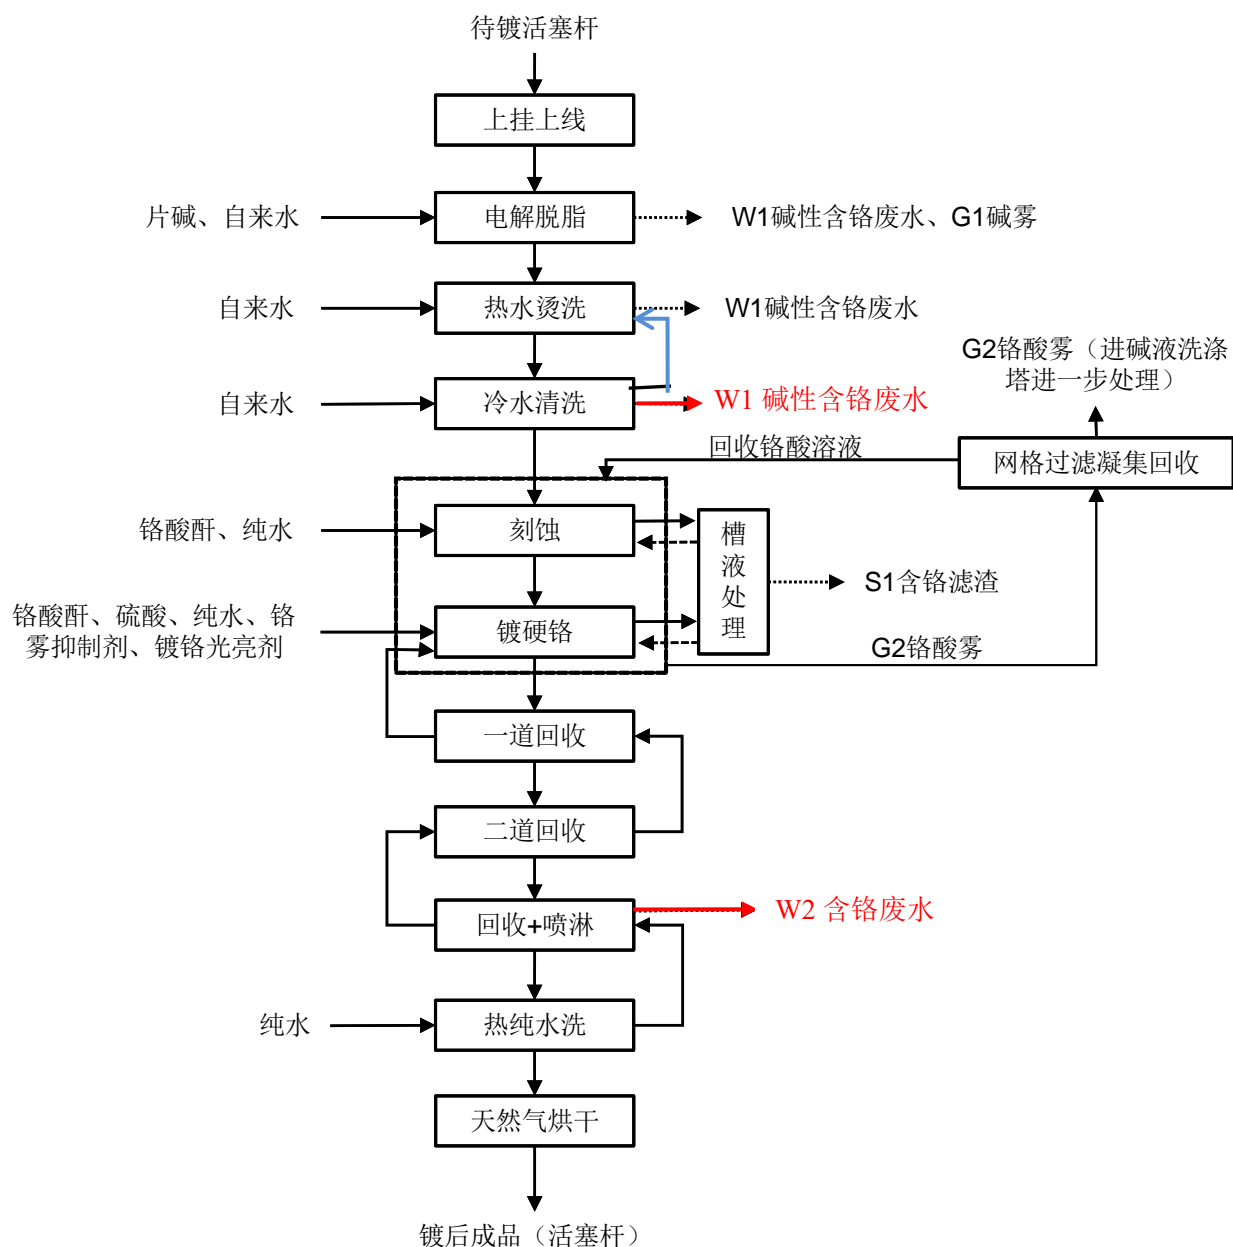 待镀活塞杆
上挂上线
片碱、自来水
电解脱脂
W1碱性含铬废水、G1碱雾
自来水
热水烫洗
W1碱性含铬废水
G2铬酸雾（进碱液洗涤
塔进一步处理）
自来水
冷水清洗
W1 碱性含铬废水
回收铬酸溶液
网格过滤凝集回收
铬酸酐、纯水
刻蚀
槽
液
处
理
S1含铬滤渣
铬酸酐、硫酸、纯水、铬
雾抑制剂、镀铬光亮剂
镀硬铬
G2铬酸雾
一道回收
二道回收
回收+喷淋
W2 含铬废水
纯水
热纯水洗
天然气烘干
镀后成品（活塞杆）